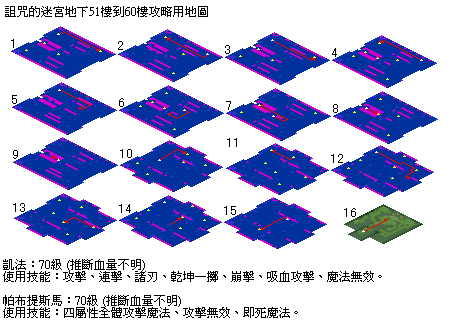 詛咒的迷宮地下51樓到60樓攻略用地圖
1 2 3 4
5 6 7 8
9 10 11 12
13 14 15 16
凱法：70級 (推斷血量不明)
使用技能：攻擊、連擊、諸刃、乾坤一擲、崩擊、吸血攻擊、魔法無效。
帕布提斯馬：70級 (推斷血量不明)
使用技能：四屬性全體攻擊魔法、攻擊無效、即死魔法。